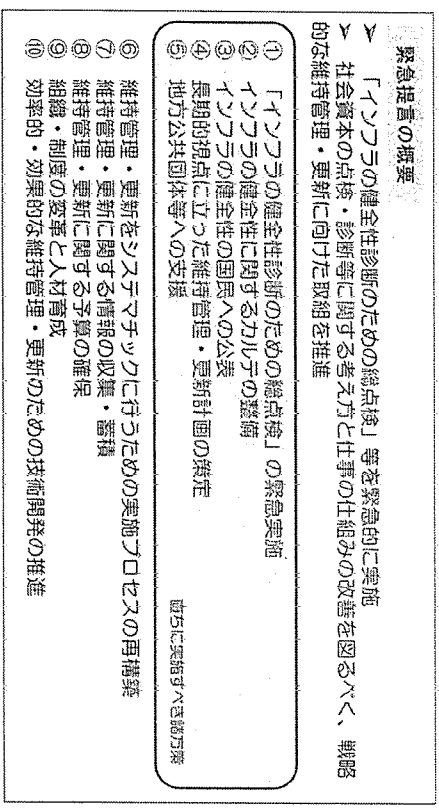 緊急提言の概要
➢ 「インフラの健全性診断のための総点検」等を緊急的に実施
➢ 社会資本の点検・診断等に関する考え方と仕事の仕組みの改善を図るべく、戦略
的な維持管理・更新に向けた取組を推進
① 「インフラの健全性診断のための総点検」の緊急実施
② インフラの健全性に関するカルテの整備
③ インフラの健全性の国民への公表
④ 長期的視点に立った維持管理・更新計画の策定
⑤ 地方公共団体等への支援
直ちに実施すべき諸方策
⑥ 維持管理・更新をシステマチックに行うための実施プロセスの再構築
⑦ 維持管理・更新に関する情報の収集・蓄積
⑧ 維持管理・更新に関する予算の確保
⑨ 組織・制度の変革と人材育成
⑩ 効率的・効果的な維持管理・更新のための技術開発の推進